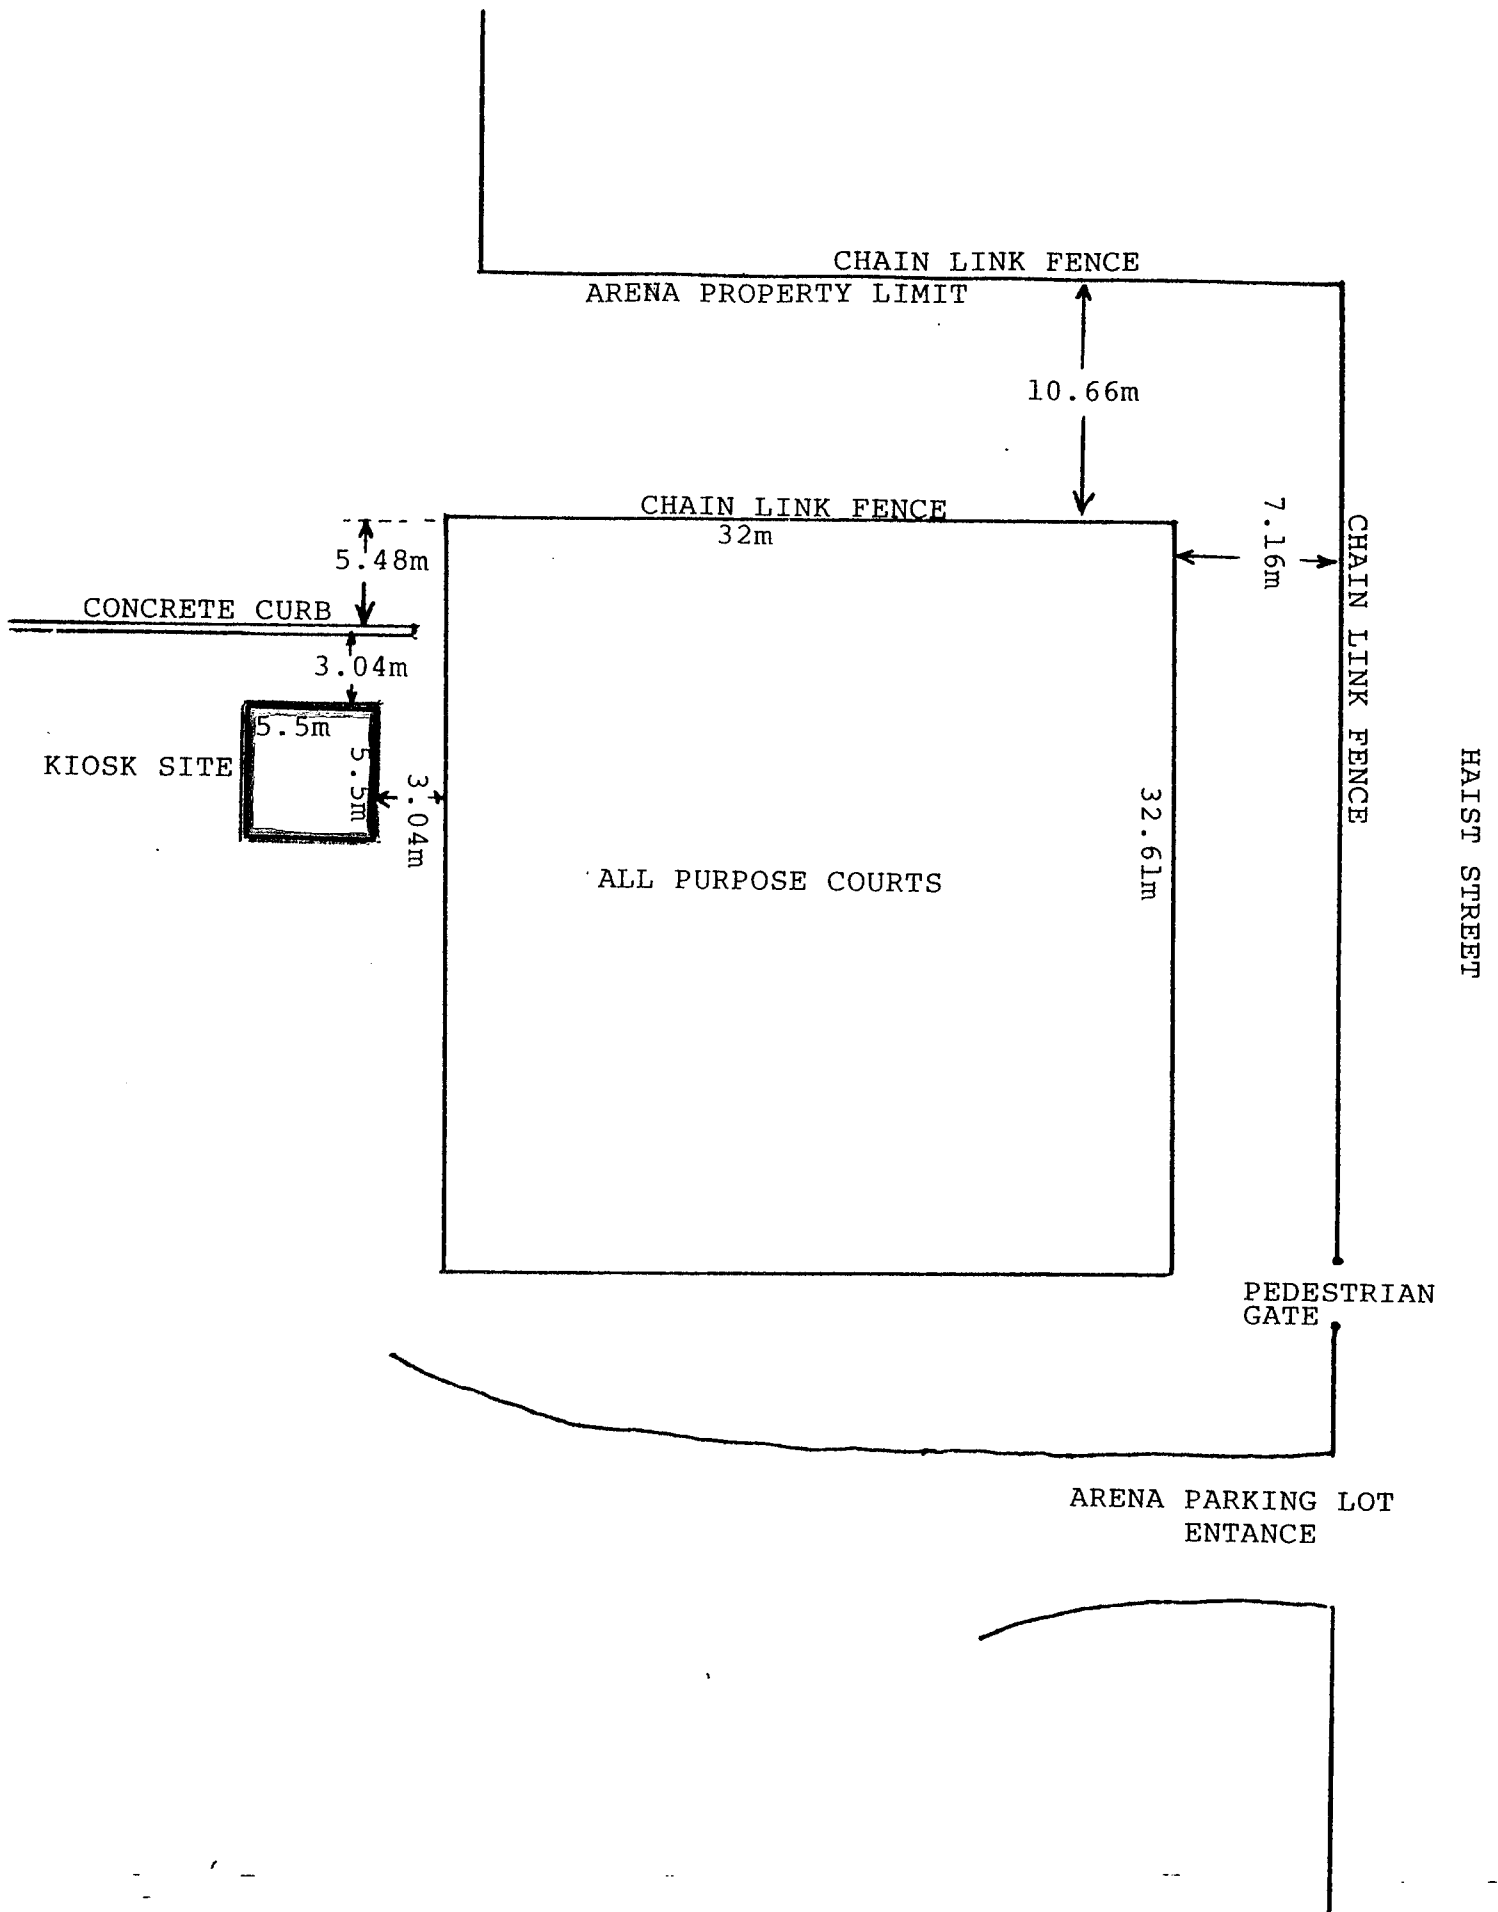 CHAIN LINK FENCE
ARENA PROPERTY LIMIT
10.66m
CHAIN LINK FENCE
32m
7.16m
CHAIN LINK FENCE
5.48m
CONCRETE CURB
3.04m
5.5m
KIOSK SITE
5.5m
3.04m
32.61m
HAIST STREET
ALL PURPOSE COURTS
PEDESTRIAN
GATE
ARENA PARKING LOT
ENTANCE